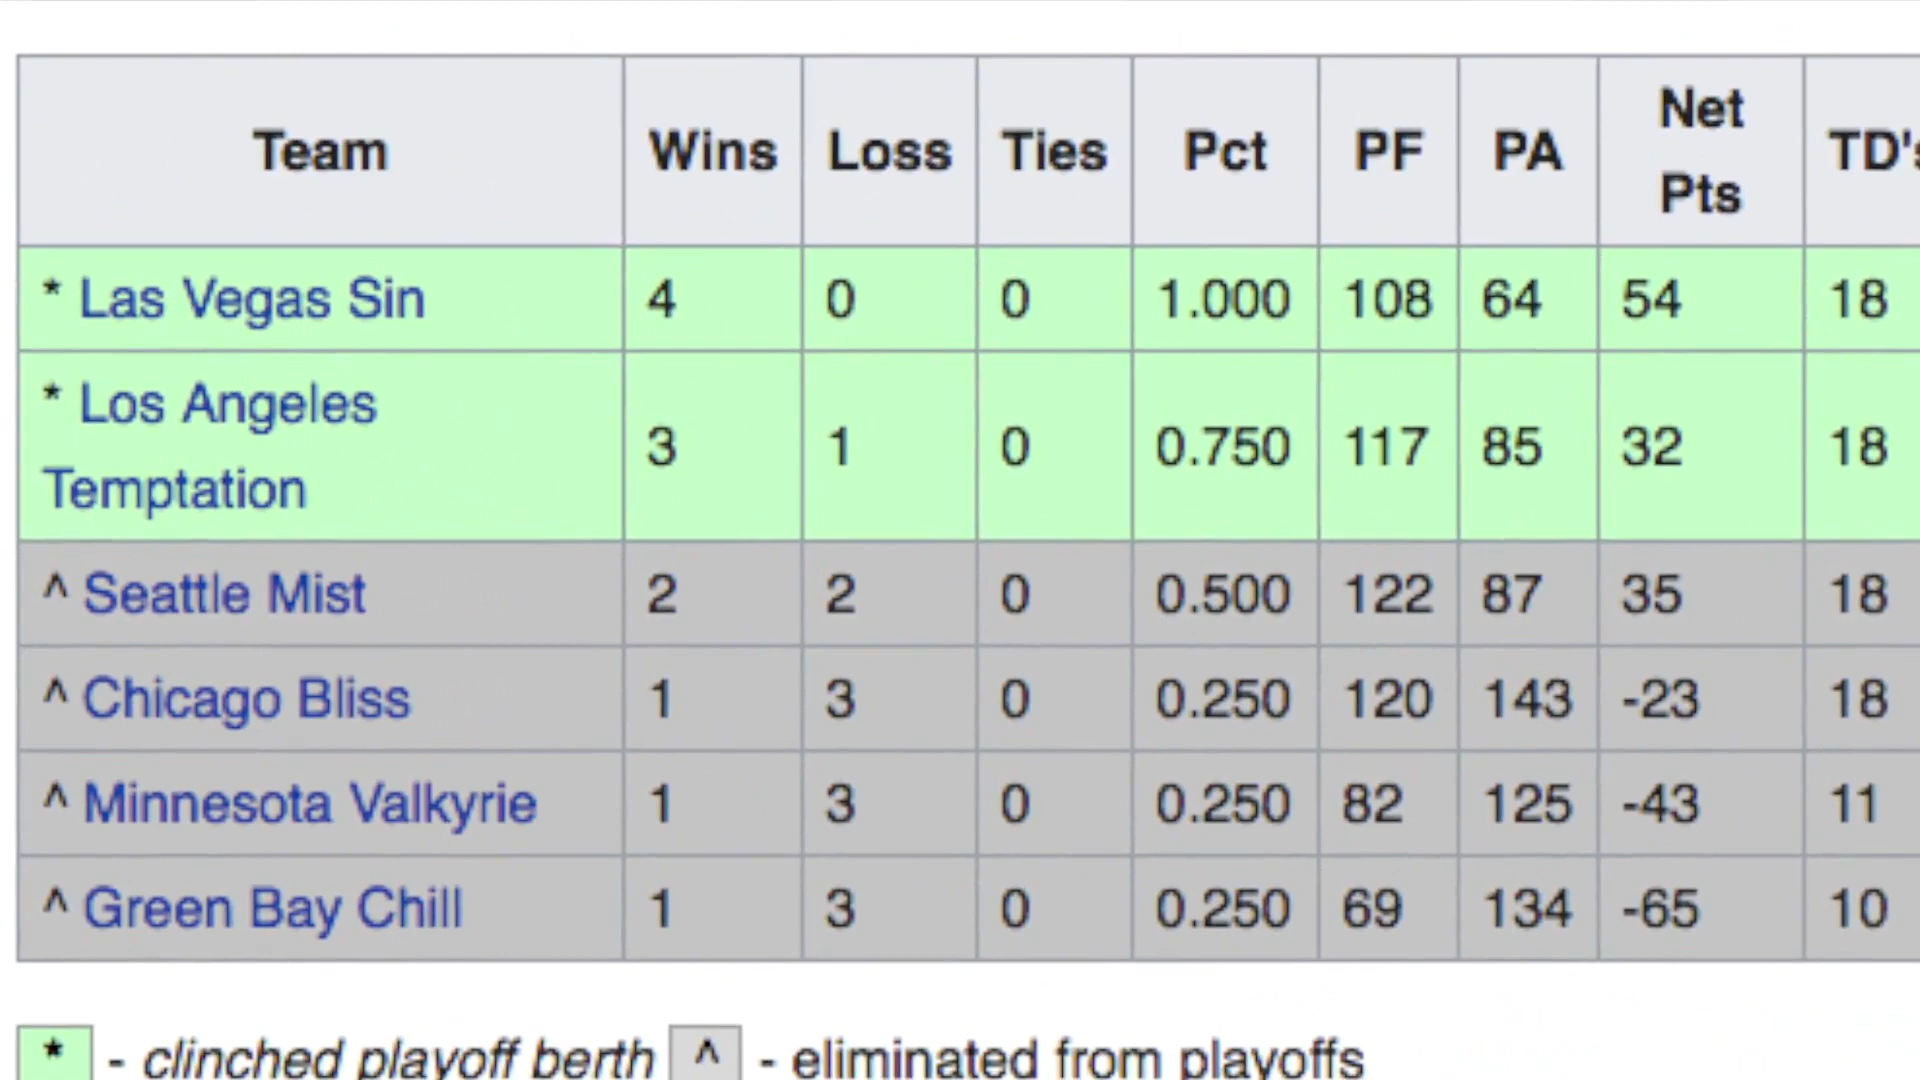 Team Wins Loss Ties Pct PF PA Net Pts TD's
* Las Vegas Sin 4 0 0 1.000 108 64 54 18
* Los Angeles Temptation 3 1 0 0.750 117 85 32 18
^ Seattle Mist 2 2 0 0.500 122 87 35 18
^ Chicago Bliss 1 3 0 0.250 120 143 -23 18
^ Minnesota Valkyrie 1 3 0 0.250 82 125 -43 11
^ Green Bay Chill 1 3 0 0.250 69 134 -65 10
* - clinched playoff berth ^ - eliminated from playoffs